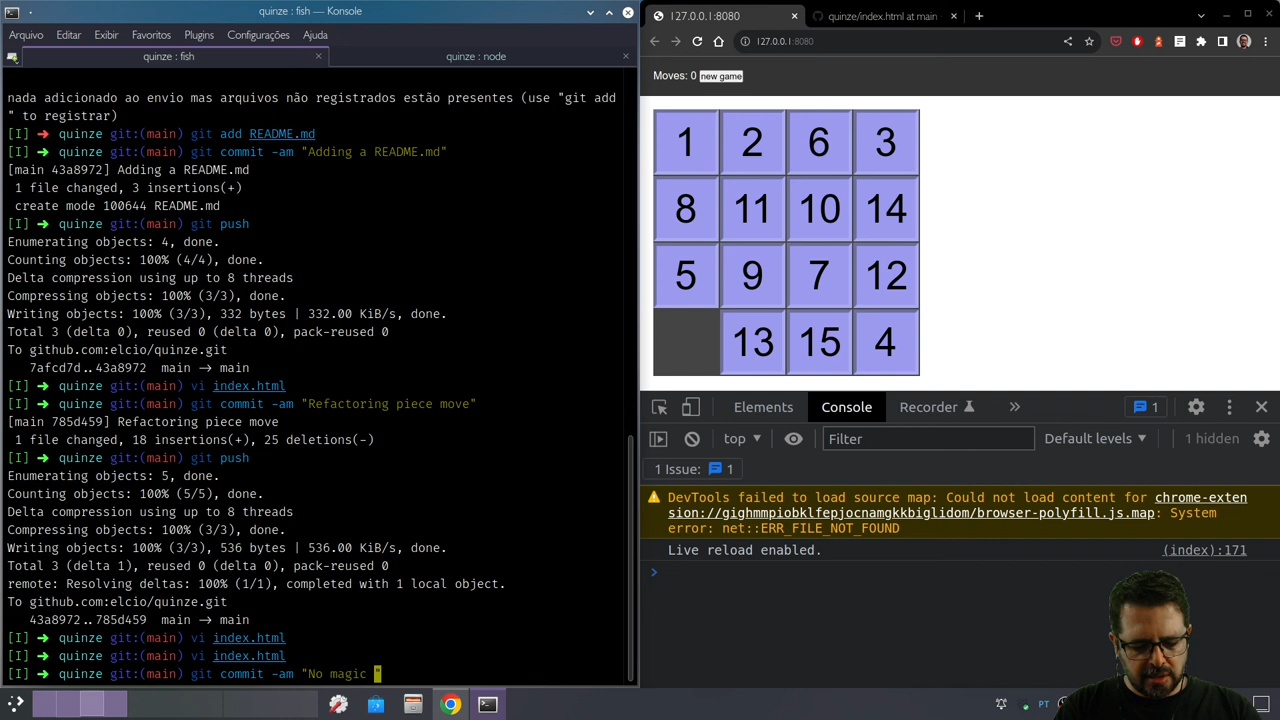 quinze : fish — Konsole
Arquivo Editar Exibir Favoritos Plugins Configurações Ajuda
quinze : fish
quinze : node
nada adicionado ao envio mas arquivos não registrados estão presentes (use "git add
" to registrar)
[I] ➜ quinze git:(main) git add README.md
[I] ➜ quinze git:(main) git commit -am "Adding a README.md"
[main 43a8972] Adding a README.md
1 file changed, 3 insertions(+)
create mode 100644 README.md
[I] ➜ quinze git:(main) git push
Enumerating objects: 4, done.
Counting objects: 100% (4/4), done.
Delta compression using up to 8 threads
Compressing objects: 100% (3/3), done.
Writing objects: 100% (3/3), 332 bytes | 332.00 KiB/s, done.
Total 3 (delta 0), reused 0 (delta 0), pack-reused 0
To github.com:elcio/quinze.git
7afcd7d..43a8972 main → main
[I] ➜ quinze git:(main) vi index.html
[I] ➜ quinze git:(main) git commit -am "Refactoring piece move"
[main 785d459] Refactoring piece move
1 file changed, 18 insertions(+), 25 deletions(-)
[I] ➜ quinze git:(main) git push
Enumerating objects: 5, done.
Counting objects: 100% (5/5), done.
Delta compression using up to 8 threads
Compressing objects: 100% (3/3), done.
Writing objects: 100% (3/3), 536 bytes | 536.00 KiB/s, done.
Total 3 (delta 1), reused 0 (delta 0), pack-reused 0
remote: Resolving deltas: 100% (1/1), completed with 1 local object.
To github.com:elcio/quinze.git
43a8972..785d459 main → main
[I] ➜ quinze git:(main) vi index.html
[I] ➜ quinze git:(main) vi index.html
[I] ➜ quinze git:(main) git commit -am "No magic "
127.0.0.1:8080
quinze/index.html at main
127.0.0.1:8080
Moves: 0 new game
1 2 6 3
8 11 10 14
5 9 7 12
13 15 4
Elements Console Recorder » 1
top Filter Default levels 1 hidden
1 Issue: 1
DevTools failed to load source map: Could not load content for chrome-exten
sion://gighmmpiobklfepjocnamgkkbiglidom/browser-polyfill.js.map: System
error: net::ERR_FILE_NOT_FOUND
Live reload enabled. (index):171
PT